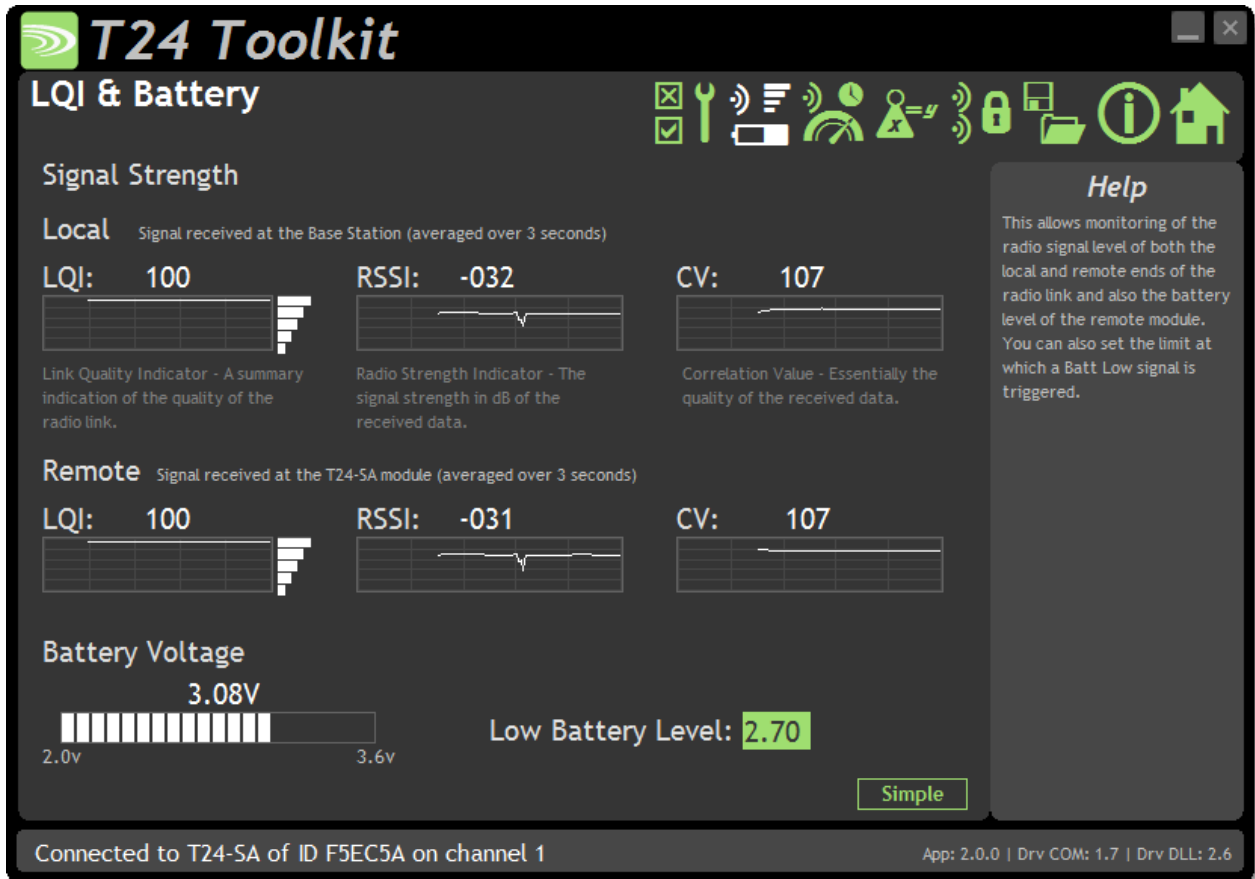 T24 Toolkit
LQI & Battery
x=y
Signal Strength
Local Signal received at the Base Station (averaged over 3 seconds)
LQI: 100 RSSI: -032 CV: 107
Link Quality Indicator - A summary
indication of the quality of the
radio link.
Radio Strength Indicator - The
signal strength in dB of the
received data.
Correlation Value - Essentially the
quality of the received data.
Remote Signal received at the T24-SA module (averaged over 3 seconds)
LQI: 100 RSSI: -031 CV: 107
Battery Voltage
3.08V
2.0v 3.6v
Low Battery Level: 2.70
Simple
Help
This allows monitoring of the
radio signal level of both the
local and remote ends of the
radio link and also the battery
level of the remote module.
You can also set the limit at
which a Batt Low signal is
triggered.
Connected to T24-SA of ID F5EC5A on channel 1
App: 2.0.0 | Drv COM: 1.7 | Drv DLL: 2.6